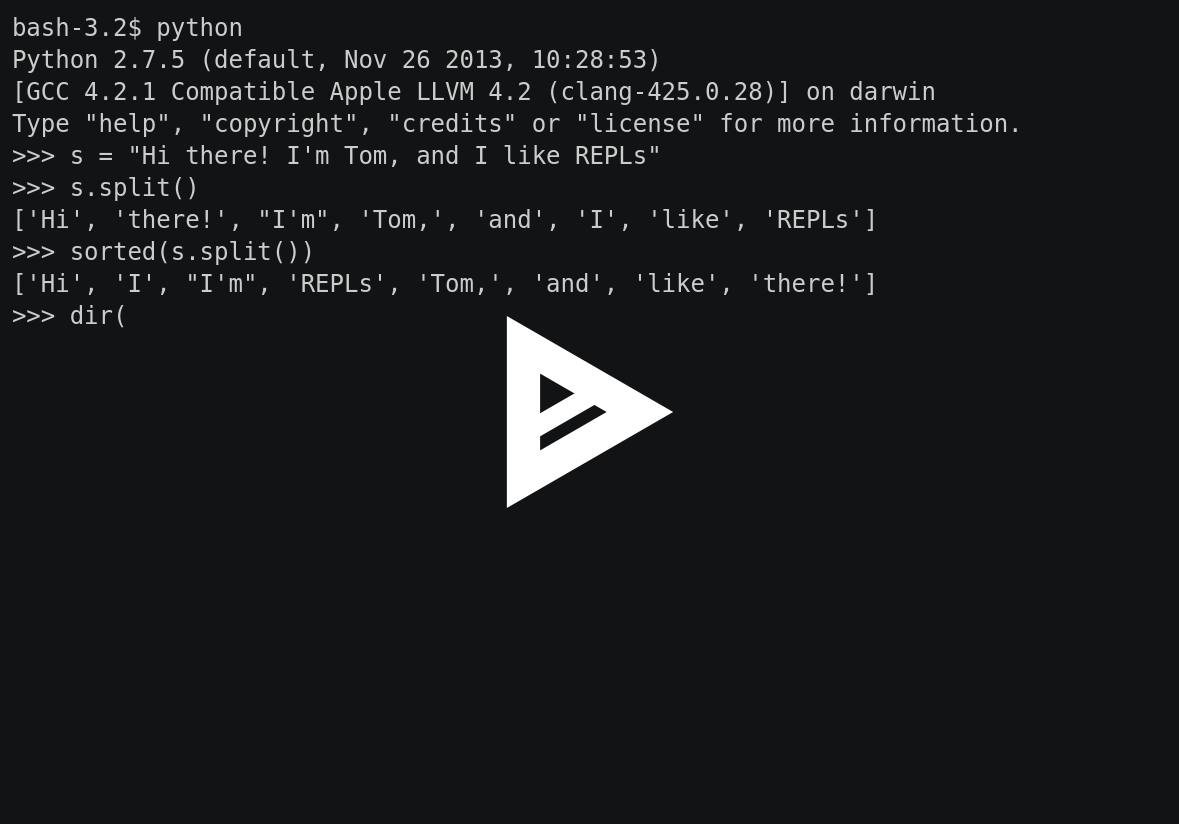 bash-3.2$ python
Python 2.7.5 (default, Nov 26 2013, 10:28:53)
[GCC 4.2.1 Compatible Apple LLVM 4.2 (clang-425.0.28)] on darwin
Type "help", "copyright", "credits" or "license" for more information.
>>> s = "Hi there! I'm Tom, and I like REPLs"
>>> s.split()
['Hi', 'there!', "I'm", 'Tom,', 'and', 'I', 'like', 'REPLs']
>>> sorted(s.split())
['Hi', 'I', "I'm", 'REPLs', 'Tom,', 'and', 'like', 'there!']
>>> dir(